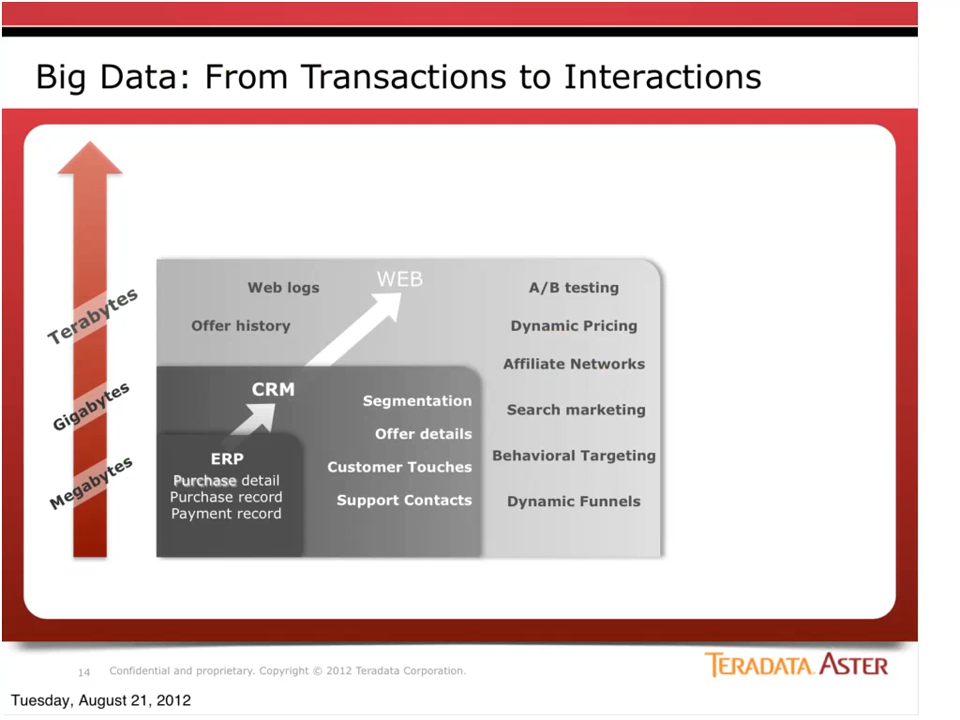 Big Data: From Transactions to Interactions
Terabytes
Gigabytes
Megabytes
WEB
Web logs
Offer history
A/B testing
Dynamic Pricing
Affiliate Networks
Search marketing
Behavioral Targeting
Dynamic Funnels
CRM
Segmentation
Offer details
Customer Touches
Support Contacts
ERP
Purchase detail
Purchase record
Payment record
14 Confidential and proprietary. Copyright © 2012 Teradata Corporation.
TERADATA ASTER
Tuesday, August 21, 2012